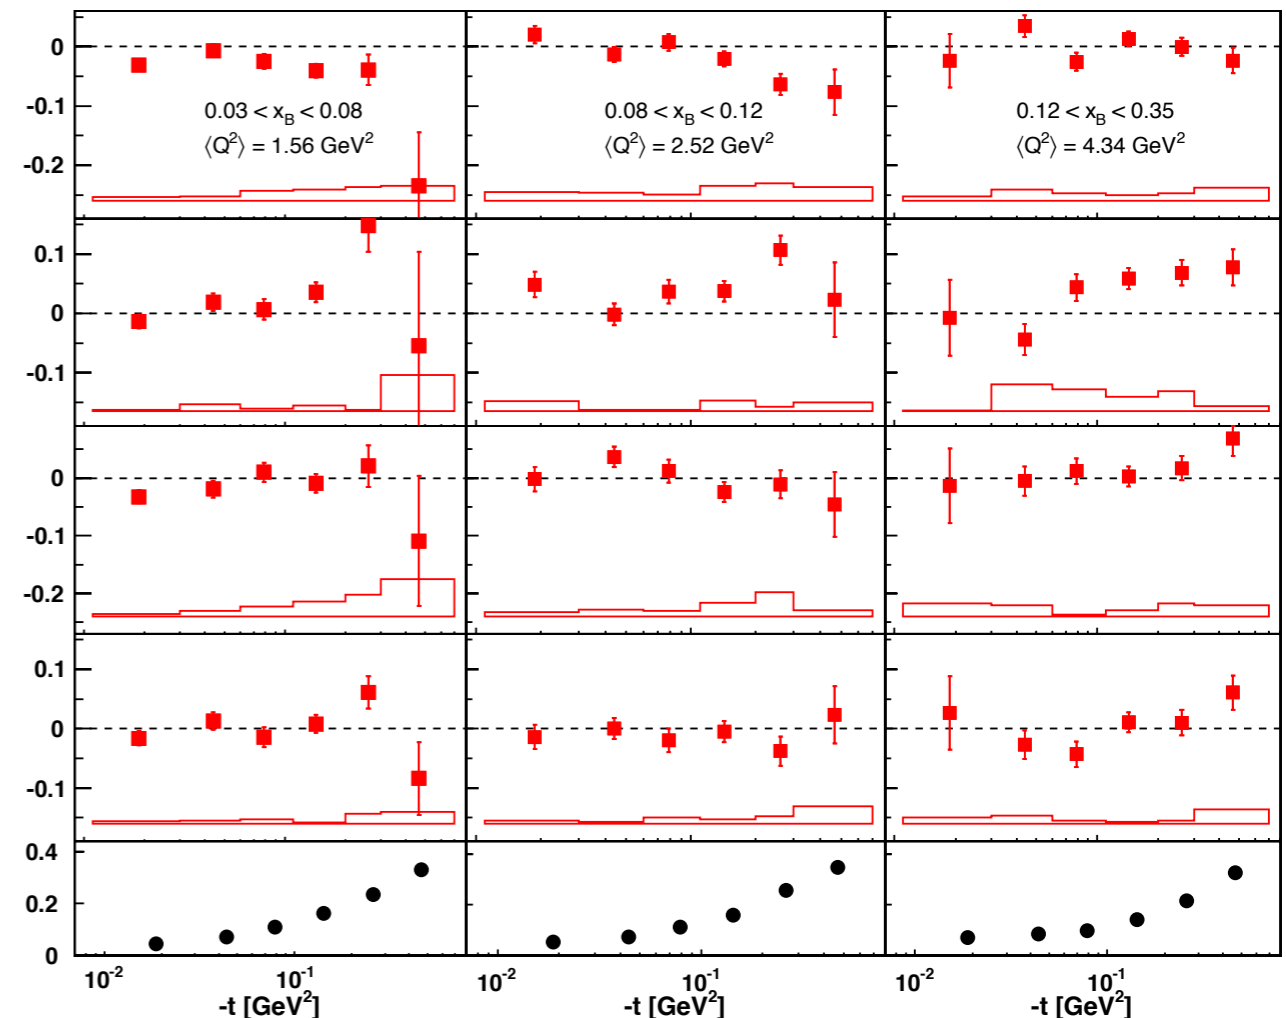 0
-0.1
-0.2
0.03 < x_B < 0.08
⟨Q²⟩ = 1.56 GeV²
0.08 < x_B < 0.12
⟨Q²⟩ = 2.52 GeV²
0.12 < x_B < 0.35
⟨Q²⟩ = 4.34 GeV²
0.1
0
-0.1
0
-0.1
-0.2
0.1
0
-0.1
0.4
0.2
0
10⁻² 10⁻¹ 10⁻² 10⁻¹ 10⁻² 10⁻¹
-t [GeV²] -t [GeV²] -t [GeV²]